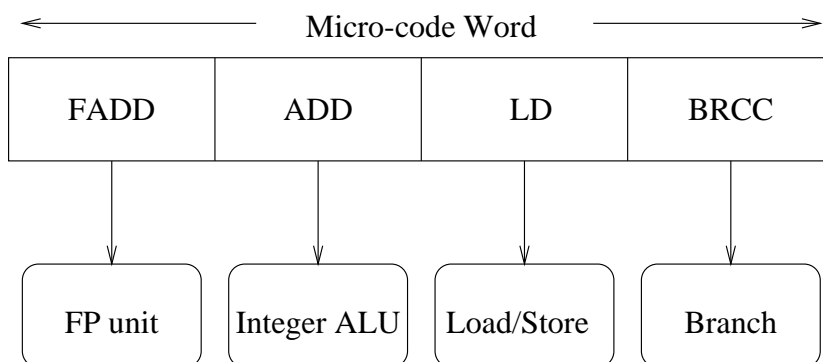 Micro-code Word
FADD ADD LD BRCC
FP unit Integer ALU Load/Store Branch